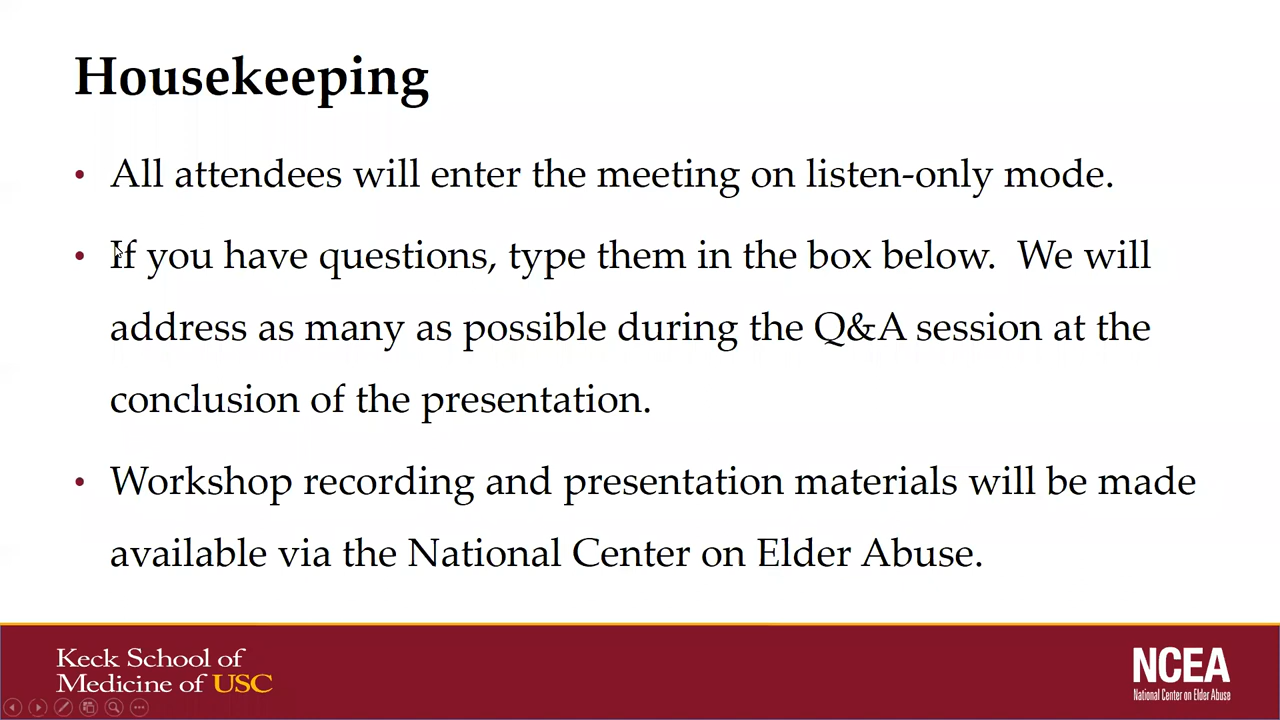 Housekeeping
• All attendees will enter the meeting on listen-only mode.
• If you have questions, type them in the box below.  We will
address as many as possible during the Q&A session at the
conclusion of the presentation.
• Workshop recording and presentation materials will be made
available via the National Center on Elder Abuse.
Keck School of
Medicine of USC
NCEA
National Center on Elder Abuse